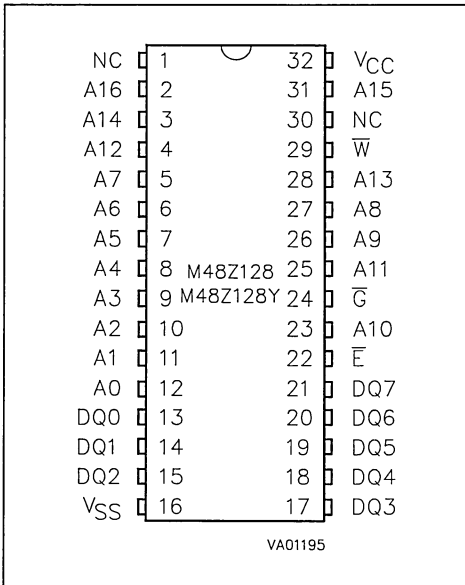 NC 1 32 V_CC
A16 2 31 A15
A14 3 30 NC
A12 4 29 W̅
A7 5 28 A13
A6 6 27 A8
A5 7 26 A9
A4 8 M48Z128 25 A11
A3 9 M48Z128Y 24 G̅
A2 10 23 A10
A1 11 22 E̅
A0 12 21 DQ7
DQ0 13 20 DQ6
DQ1 14 19 DQ5
DQ2 15 18 DQ4
V_SS 16 17 DQ3
VA01195